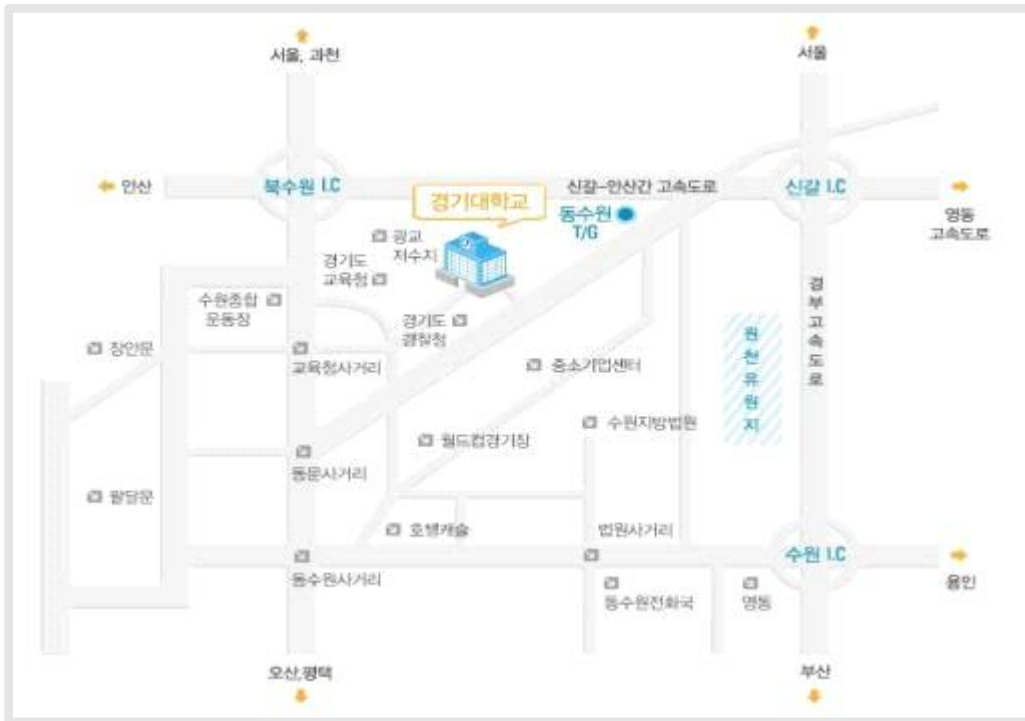 서울, 과천
서울
안산
북수원 I.C
신갈-안산간 고속도로
신갈 I.C
경기대학교
동수원
T/G
영동
고속도로
광교
저수지
경기도
교육청
수원종합
운동장
경기도
경찰청
경부고속도로
원천유원지
장안문
교육청사거리
중소기업센터
수원지방법원
월드컵경기장
동문사거리
팔달문
호텔캐슬
법원사거리
수원 I.C
동수원사거리
동수원전화국
영통
용인
오산,평택
부산